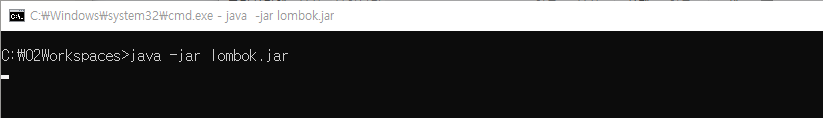 C:\Windows\system32\cmd.exe - java  -jar lombok.jar
C:₩02Workspaces>java -jar lombok.jar